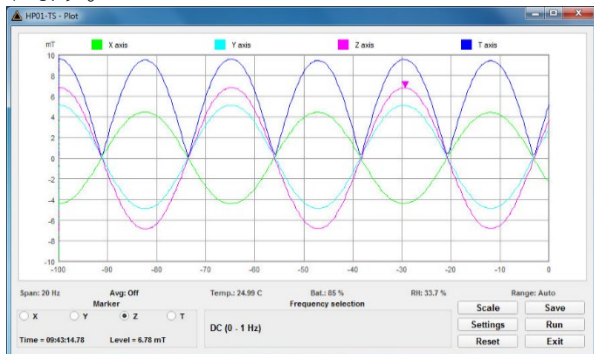 HP01-TS - Plot
mT
X axis Y axis Z axis T axis
10
8
6
4
2
0
-2
-4
-6
-8
-10
-100 -90 -80 -70 -60 -50 -40 -30 -20 -10 0
Span: 20 Hz Avg: Off Temp.: 24.99 C Bat.: 85 % RH: 33.7 % Range: Auto
Marker Frequency selection
X Y Z T
DC (0 - 1 Hz)
Time = 09:43:14.78 Level = 6.78 mT
Scale Save
Settings Run
Reset Exit